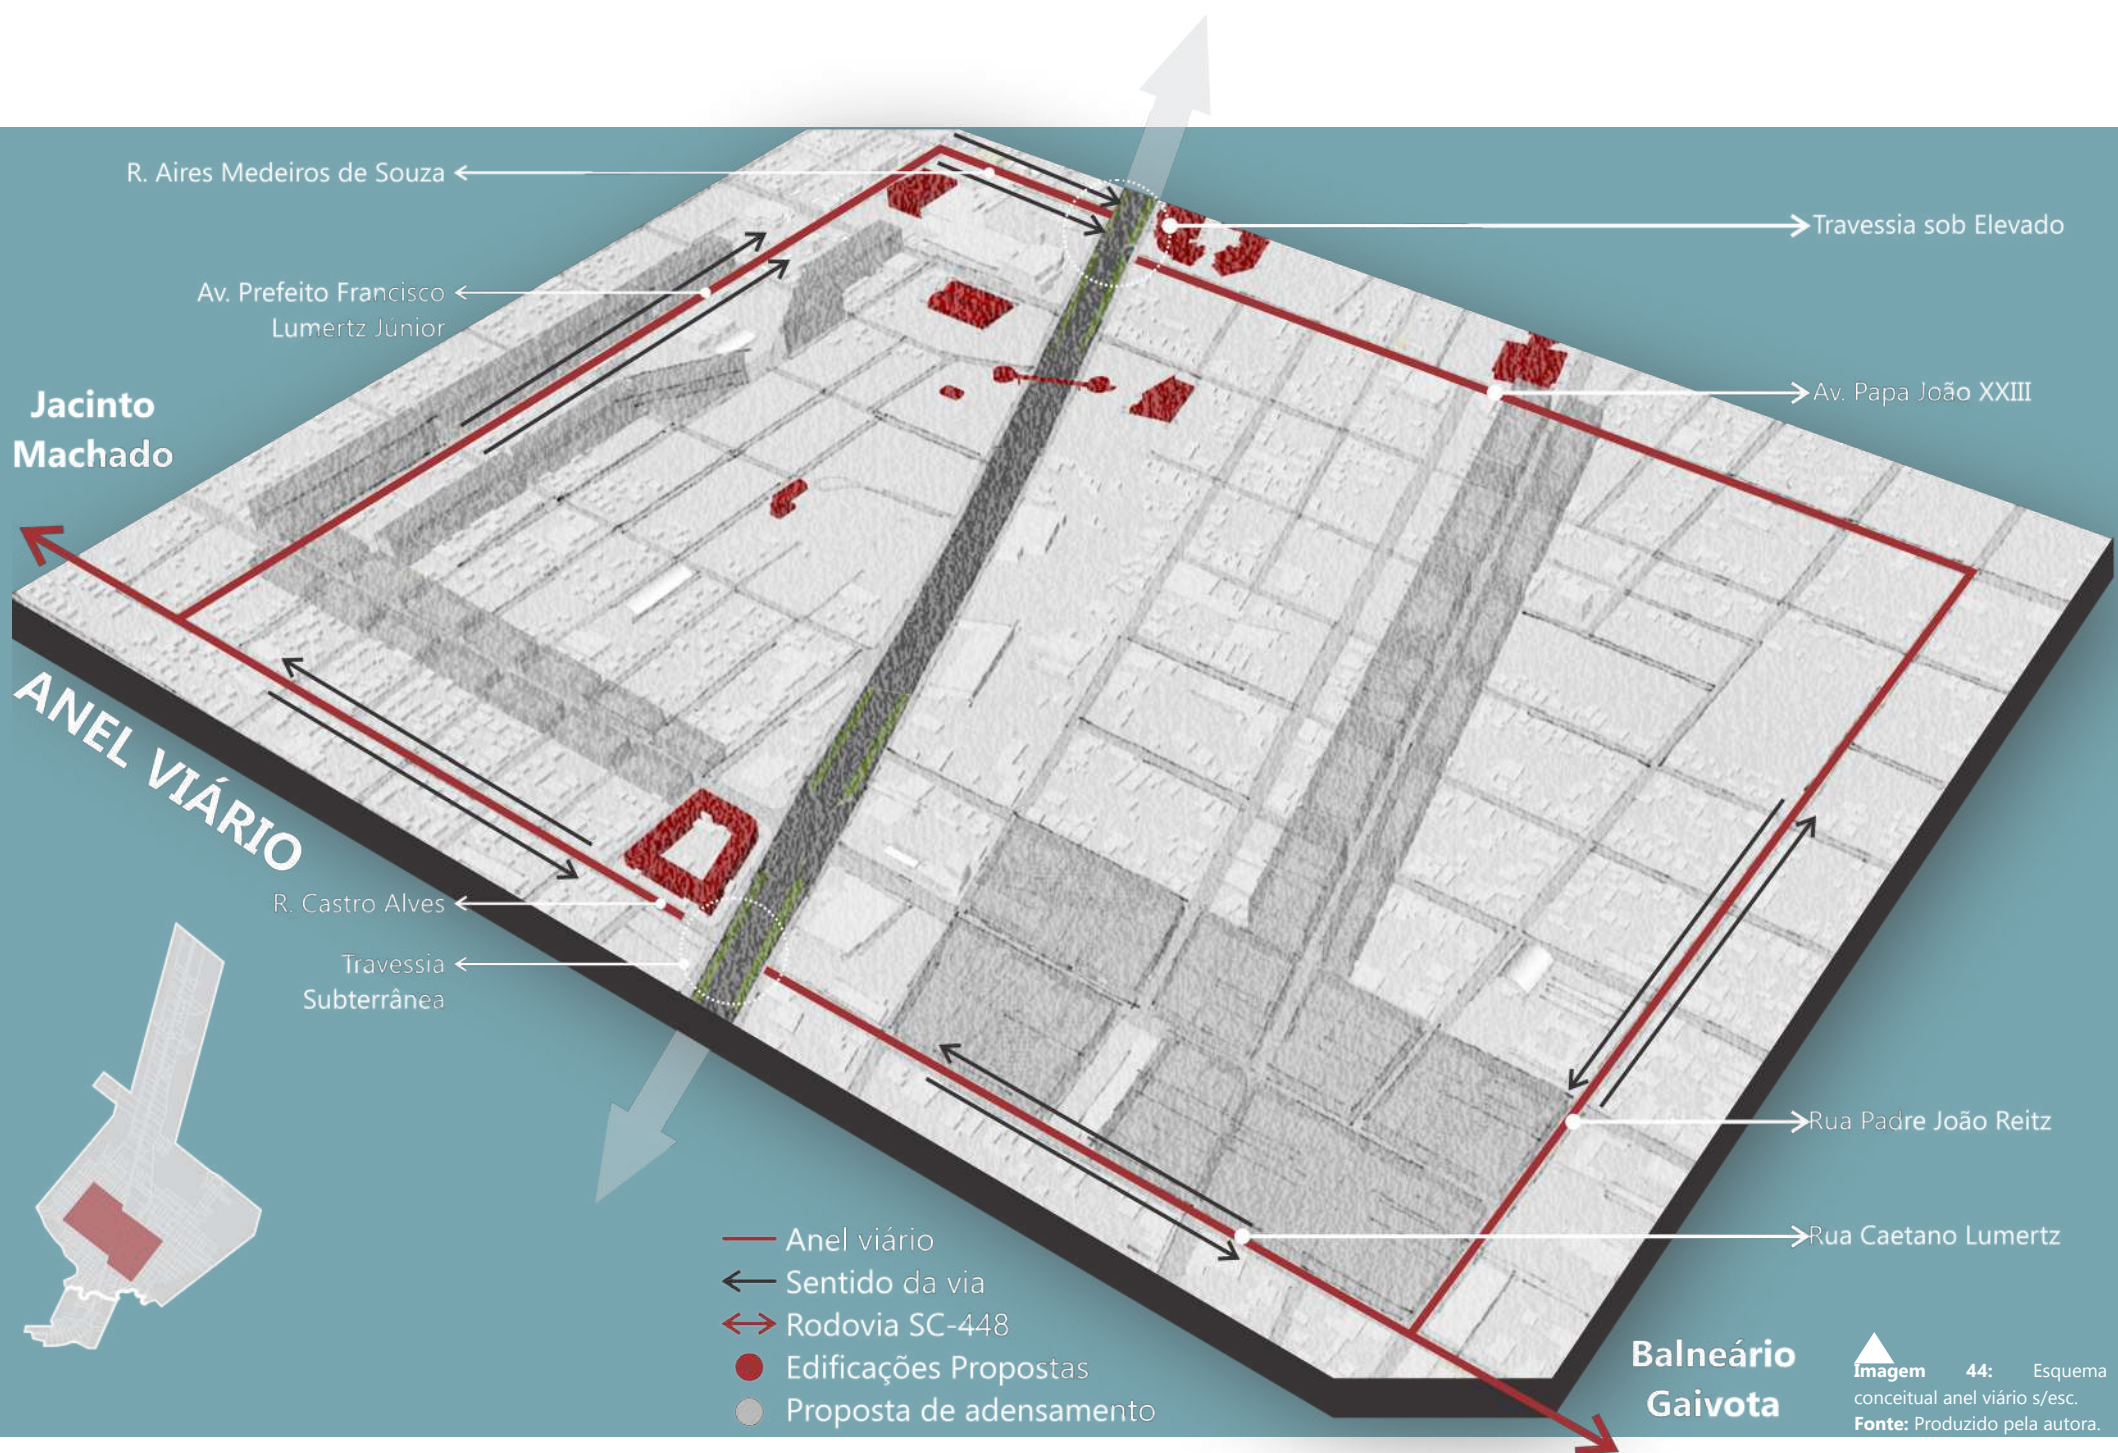 R. Aires Medeiros de Souza
Travessia sob Elevado
Av. Prefeito Francisco
Lumertz Júnior
Av. Papa João XXIII
Jacinto
Machado
ANEL VIÁRIO
R. Castro Alves
Travessia
Subterrânea
Rua Padre João Reitz
Rua Caetano Lumertz
Anel viário
Sentido da via
Rodovia SC-448
Edificações Propostas
Proposta de adensamento
Balneário
Gaivota
Imagem 44: Esquema
conceitual anel viário s/esc.
Fonte: Produzido pela autora.